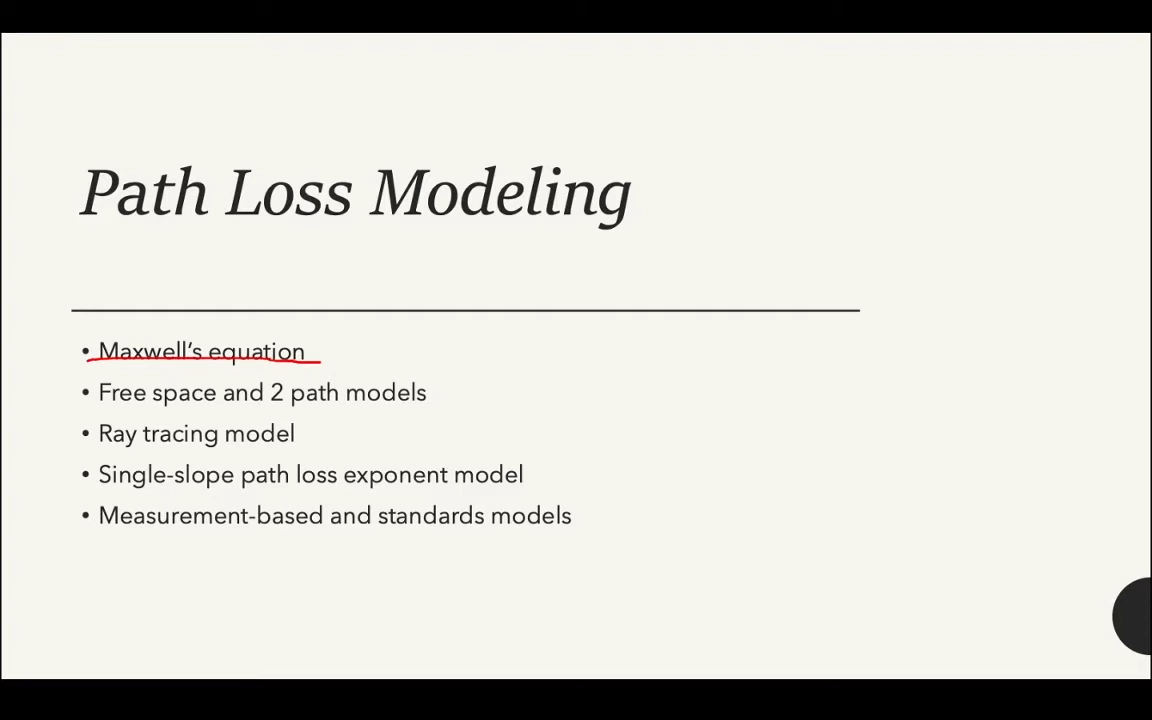 Path Loss Modeling
• Maxwell's equation
• Free space and 2 path models
• Ray tracing model
• Single-slope path loss exponent model
• Measurement-based and standards models